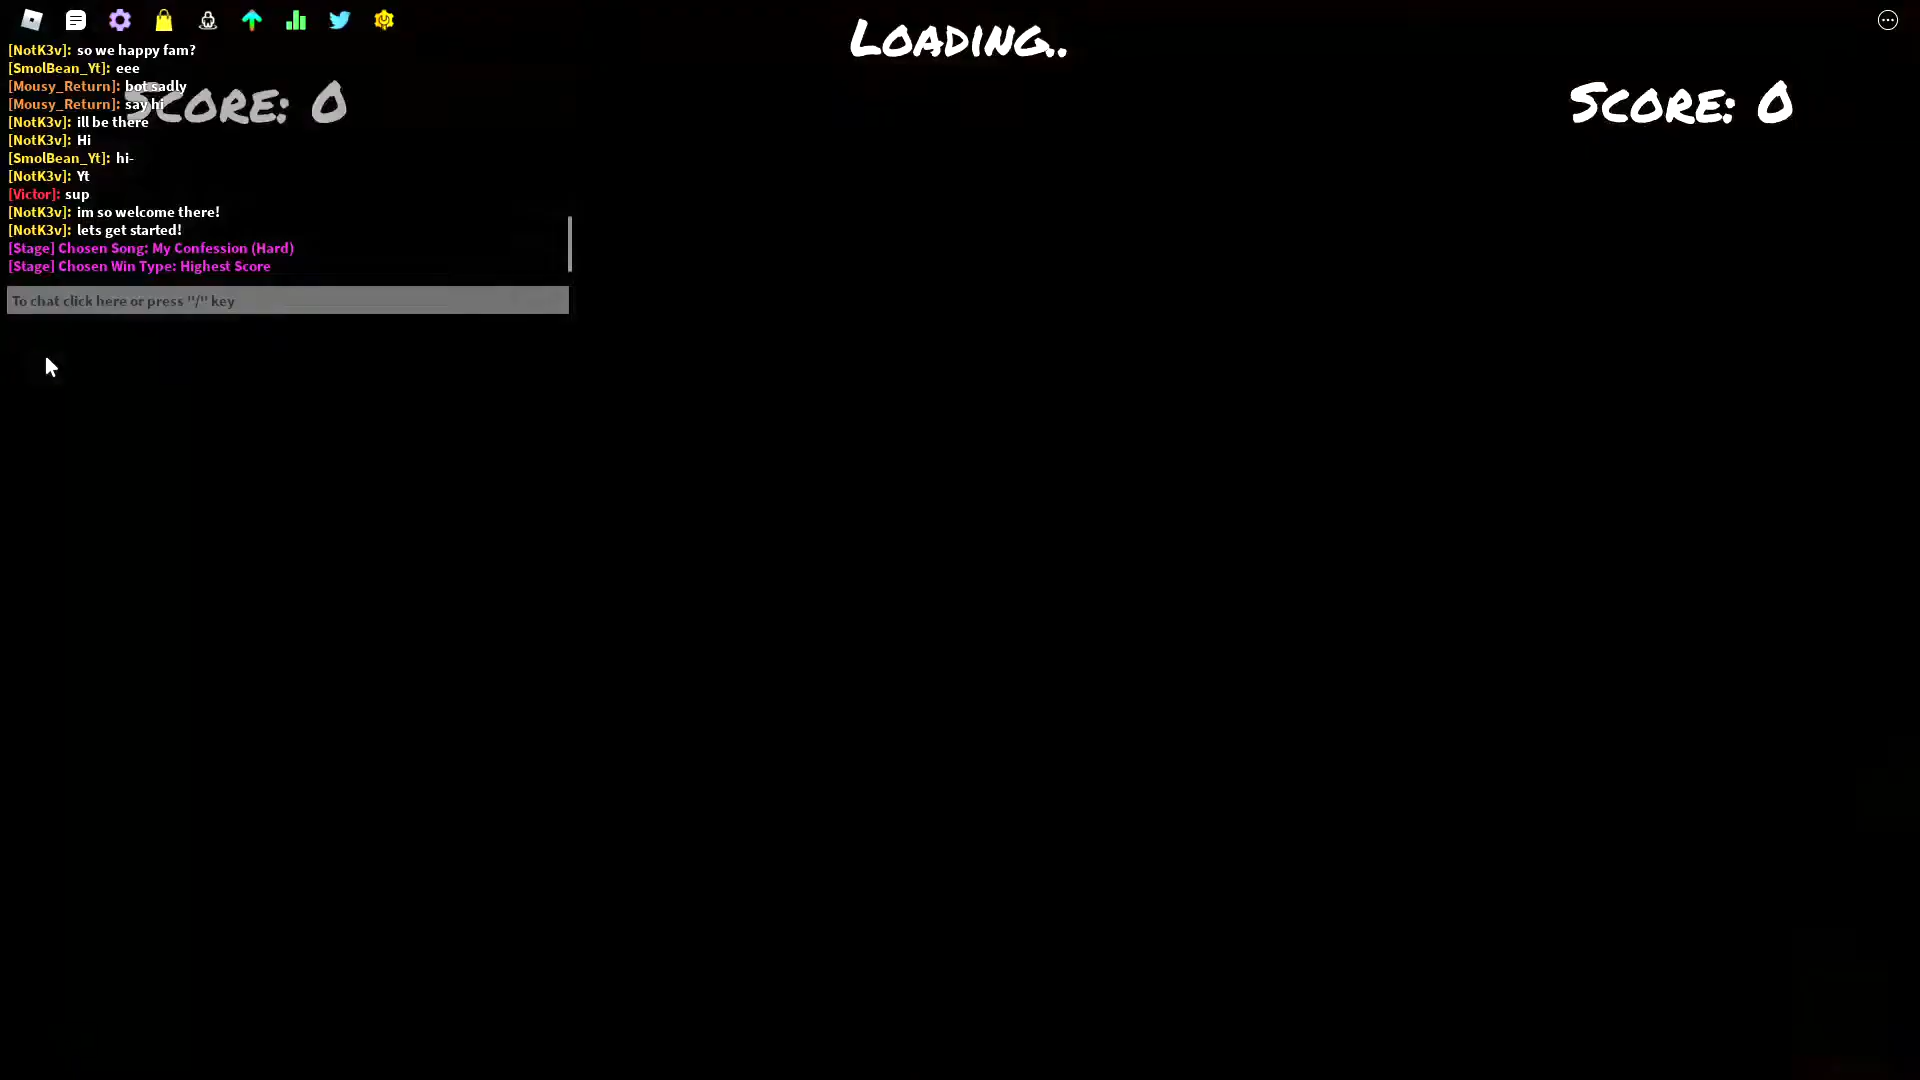 Loading..
[NotK3v]: so we happy fam?
[SmolBean_Yt]: eee
[Mousy_Return]: bot sadly
[Mousy_Return]: say hi
Score: 0
Score: 0
[NotK3v]: ill be there
[NotK3v]: Hi
[SmolBean_Yt]: hi-
[NotK3v]: Yt
[Victor]: sup
[NotK3v]: im so welcome there!
[NotK3v]: lets get started!
[Stage] Chosen Song: My Confession (Hard)
[Stage] Chosen Win Type: Highest Score
To chat click here or press "/" key